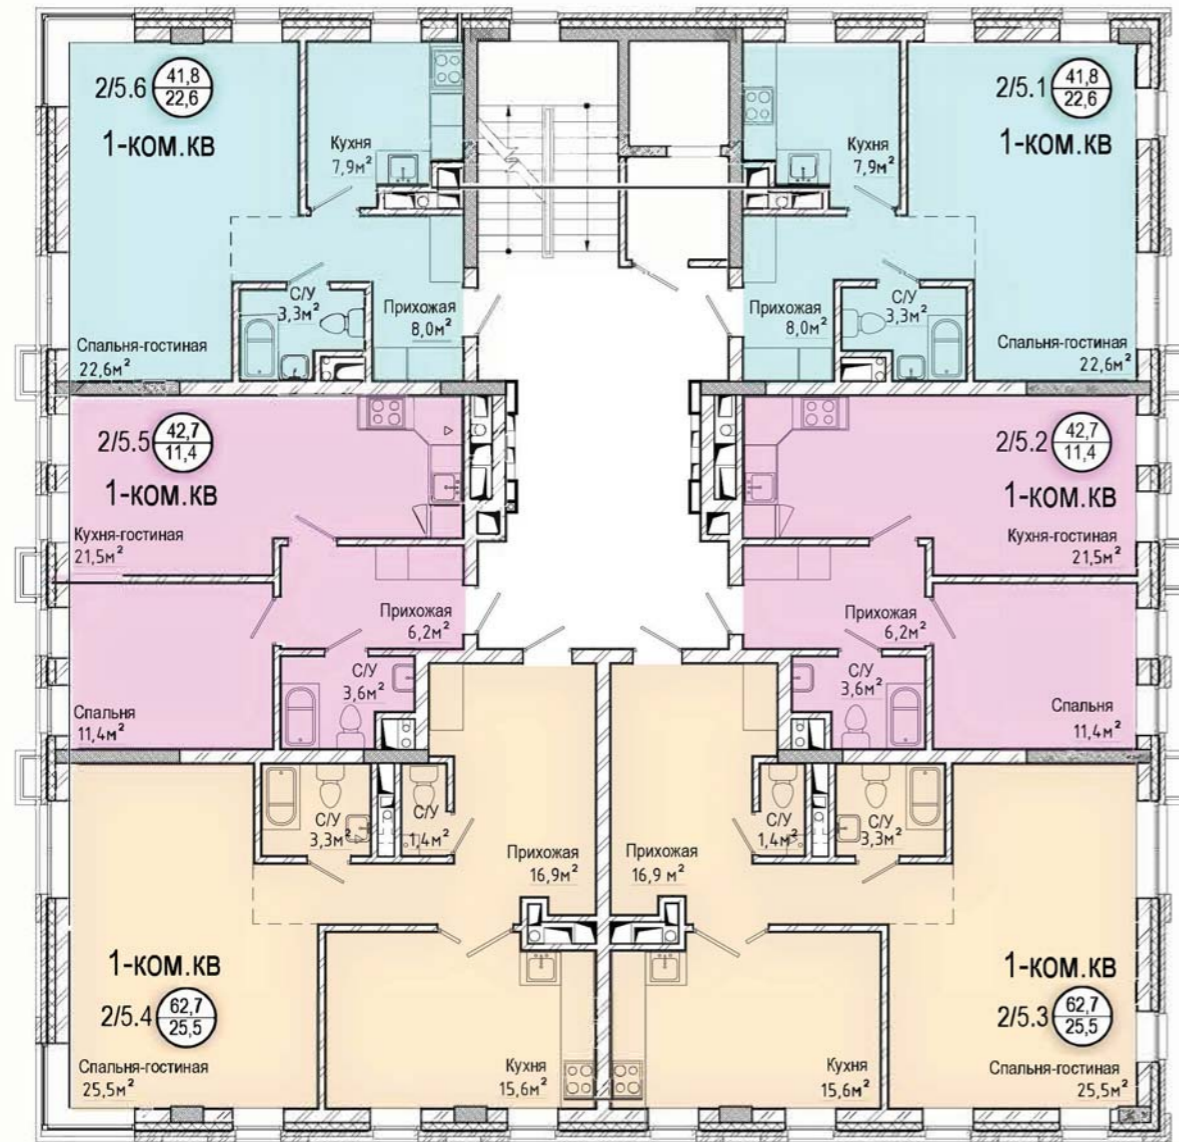 2/5.6
41,8
22,6
1-КОМ.КВ
Кухня
7,9м²
С/У
3,3м²
Прихожая
8,0м²
Спальня-гостиная
22,6м²
2/5.1
41,8
22,6
1-КОМ.КВ
Кухня
7,9м²
Прихожая
8,0м²
С/У
3,3м²
Спальня-гостиная
22,6м²
2/5.5
42,7
11,4
1-КОМ.КВ
Кухня-гостиная
21,5м²
Прихожая
6,2м²
С/У
3,6м²
Спальня
11,4м²
2/5.2
42,7
11,4
1-КОМ.КВ
Кухня-гостиная
21,5м²
Прихожая
6,2м²
С/У
3,6м²
Спальня
11,4м²
С/У
3,3м²
С/У
1,4м²
Прихожая
16,9м²
1-КОМ.КВ
2/5.4
62,7
25,5
Спальня-гостиная
25,5м²
Кухня
15,6м²
Прихожая
16,9 м²
С/У
1,4м²
С/У
3,3м²
1-КОМ.КВ
2/5.3
62,7
25,5
Кухня
15,6м²
Спальня-гостиная
25,5м²